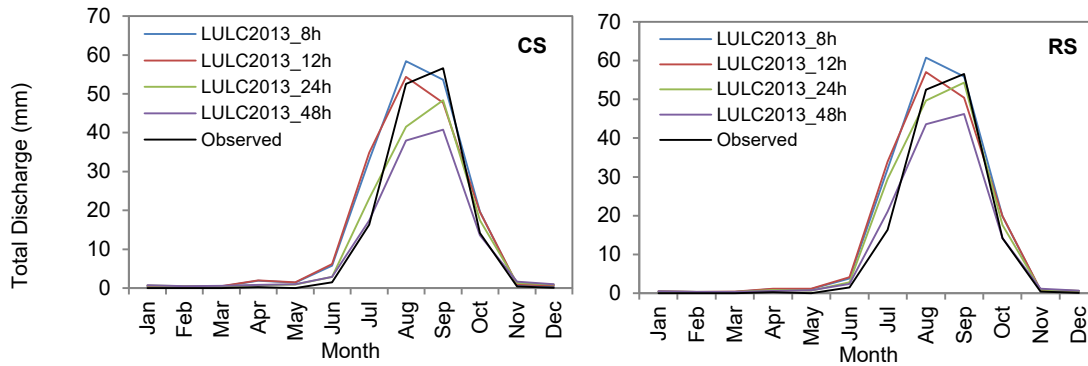 Total Discharge (mm)
70
60
50
40
30
20
10
0
LULC2013_8h
LULC2013_12h
LULC2013_24h
LULC2013_48h
Observed
CS
Jan Feb Mar Apr May Jun Jul Aug Sep Oct Nov Dec
Month
70
60
50
40
30
20
10
0
LULC2013_8h
LULC2013_12h
LULC2013_24h
LULC2013_48h
Observed
RS
Jan Feb Mar Apr May Jun Jul Aug Sep Oct Nov Dec
Month